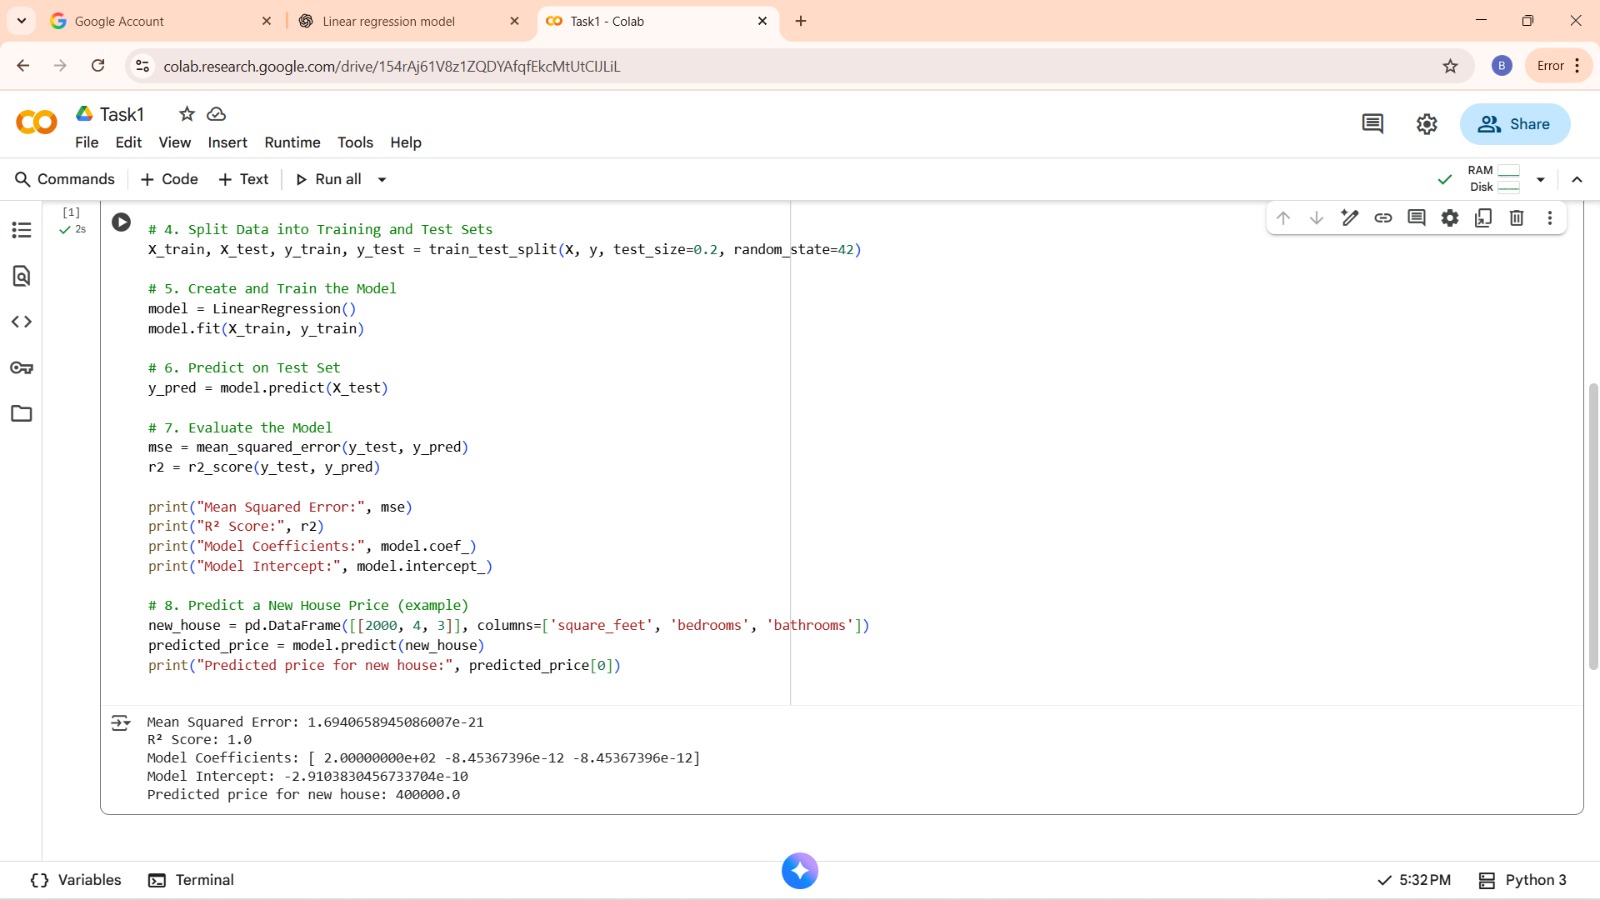 Google Account
Linear regression model
Task1 - Colab
colab.research.google.com/drive/154rAj61V8z1ZQDYAfqfEkcMtUtCIJLiL
B
Error
Task1
File Edit View Insert Runtime Tools Help
Share
Commands + Code + Text Run all
RAM
Disk
[1]
2s
# 4. Split Data into Training and Test Sets
X_train, X_test, y_train, y_test = train_test_split(X, y, test_size=0.2, random_state=42)
# 5. Create and Train the Model
model = LinearRegression()
model.fit(X_train, y_train)
# 6. Predict on Test Set
y_pred = model.predict(X_test)
# 7. Evaluate the Model
mse = mean_squared_error(y_test, y_pred)
r2 = r2_score(y_test, y_pred)
print("Mean Squared Error:", mse)
print("R² Score:", r2)
print("Model Coefficients:", model.coef_)
print("Model Intercept:", model.intercept_)
# 8. Predict a New House Price (example)
new_house = pd.DataFrame([[2000, 4, 3]], columns=['square_feet', 'bedrooms', 'bathrooms'])
predicted_price = model.predict(new_house)
print("Predicted price for new house:", predicted_price[0])
Mean Squared Error: 1.6940658945086007e-21
R² Score: 1.0
Model Coefficients: [ 2.00000000e+02 -8.45367396e-12 -8.45367396e-12]
Model Intercept: -2.9103830456733704e-10
Predicted price for new house: 400000.0
{} Variables Terminal
5:32 PM Python 3